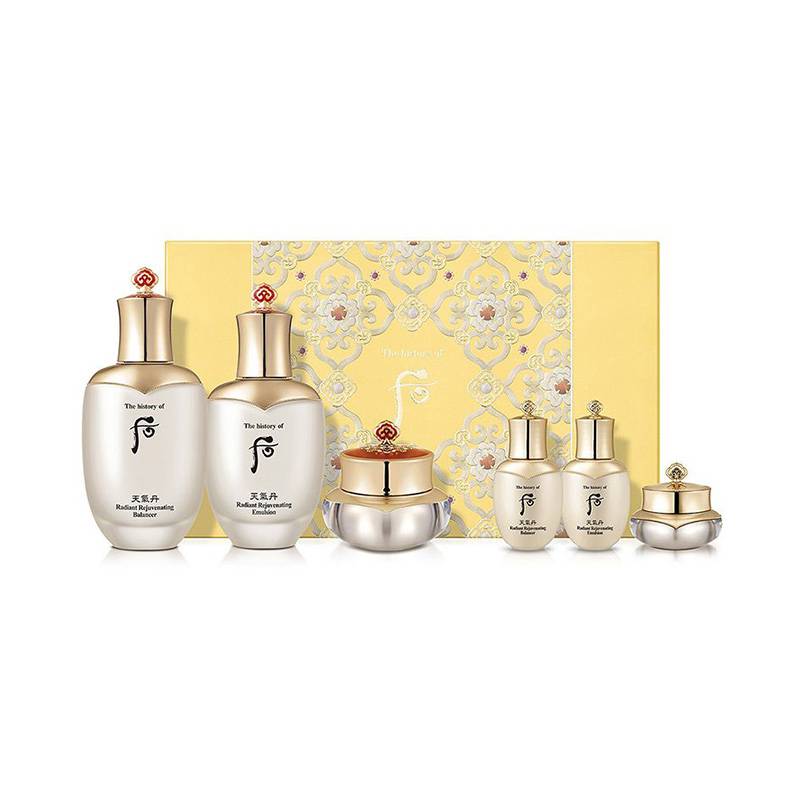 The history of
后
The history of
后
天氣丹
Radiant Rejuvenating
Balancer
The history of
后
天氣丹
Radiant Rejuvenating
Emulsion
The history of
后
天氣丹
Radiant Rejuvenating
Balancer
The history of
后
天氣丹
Radiant Rejuvenating
Emulsion